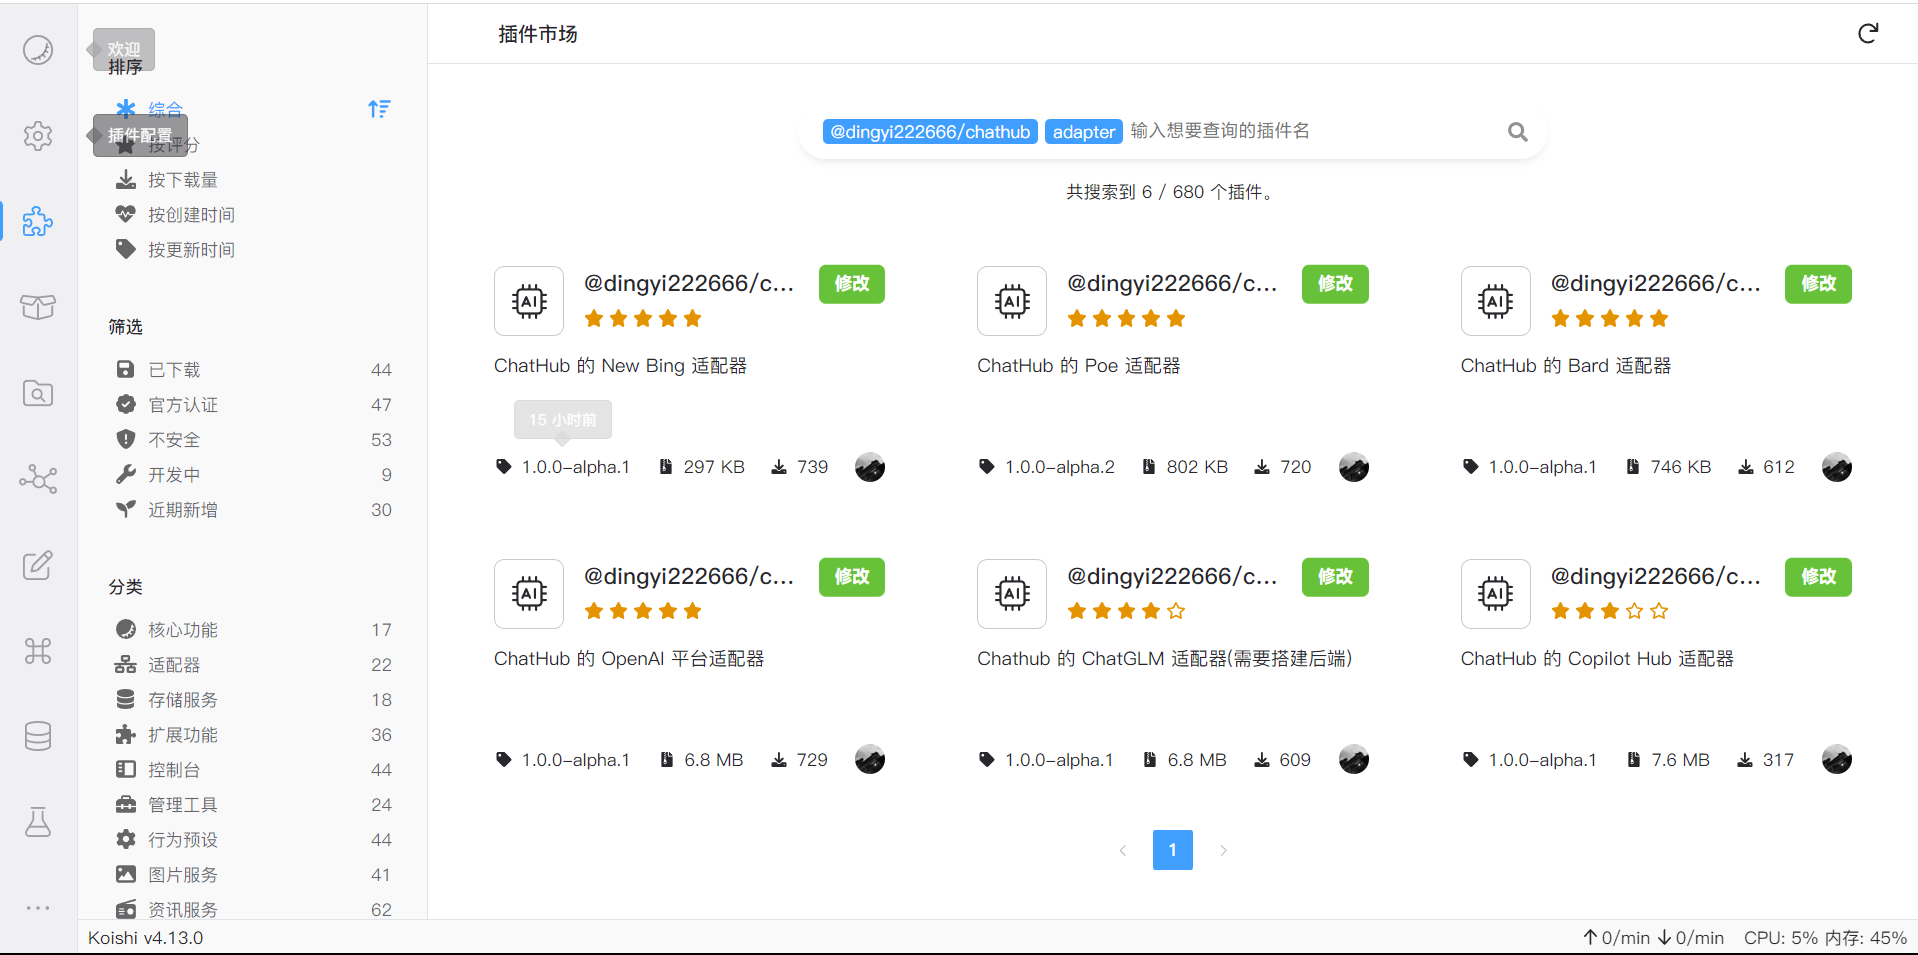 插件市场
欢迎
排序
综合
插件配置
按评分
按下载量
按创建时间
按更新时间
筛选
已下载 44
官方认证 47
不安全 53
开发中 9
近期新增 30
分类
核心功能 17
适配器 22
存储服务 18
扩展功能 36
控制台 44
管理工具 24
行为预设 44
图片服务 41
资讯服务 62
@dingyi222666/chathub adapter 输入想要查询的插件名
共搜索到 6 / 680 个插件。
@dingyi222666/c... 修改
ChatHub 的 New Bing 适配器
15 小时前
1.0.0-alpha.1 297 KB 739
@dingyi222666/c... 修改
ChatHub 的 Poe 适配器
1.0.0-alpha.2 802 KB 720
@dingyi222666/c... 修改
ChatHub 的 Bard 适配器
1.0.0-alpha.1 746 KB 612
@dingyi222666/c... 修改
ChatHub 的 OpenAI 平台适配器
1.0.0-alpha.1 6.8 MB 729
@dingyi222666/c... 修改
Chathub 的 ChatGLM 适配器(需要搭建后端)
1.0.0-alpha.1 6.8 MB 609
@dingyi222666/c... 修改
ChatHub 的 Copilot Hub 适配器
1.0.0-alpha.1 7.6 MB 317
1
Koishi v4.13.0
0/min 0/min CPU: 5% 内存: 45%